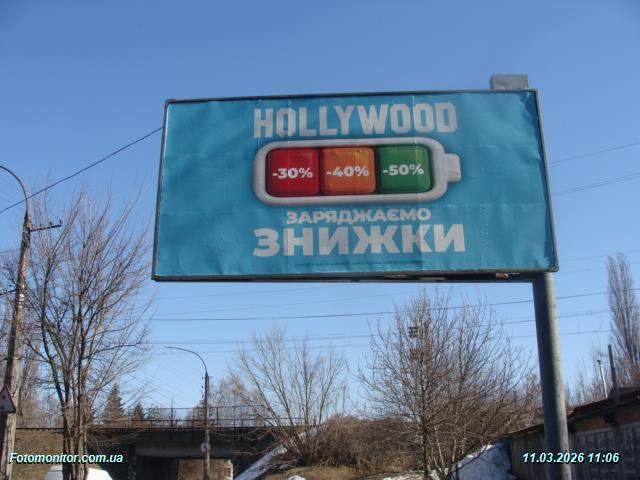 HOLLYWOOD
-30% -40% -50%
ЗАРЯДЖАЄМО
ЗНИЖКИ
Fotomonitor.com.ua
11.03.2026 11:06